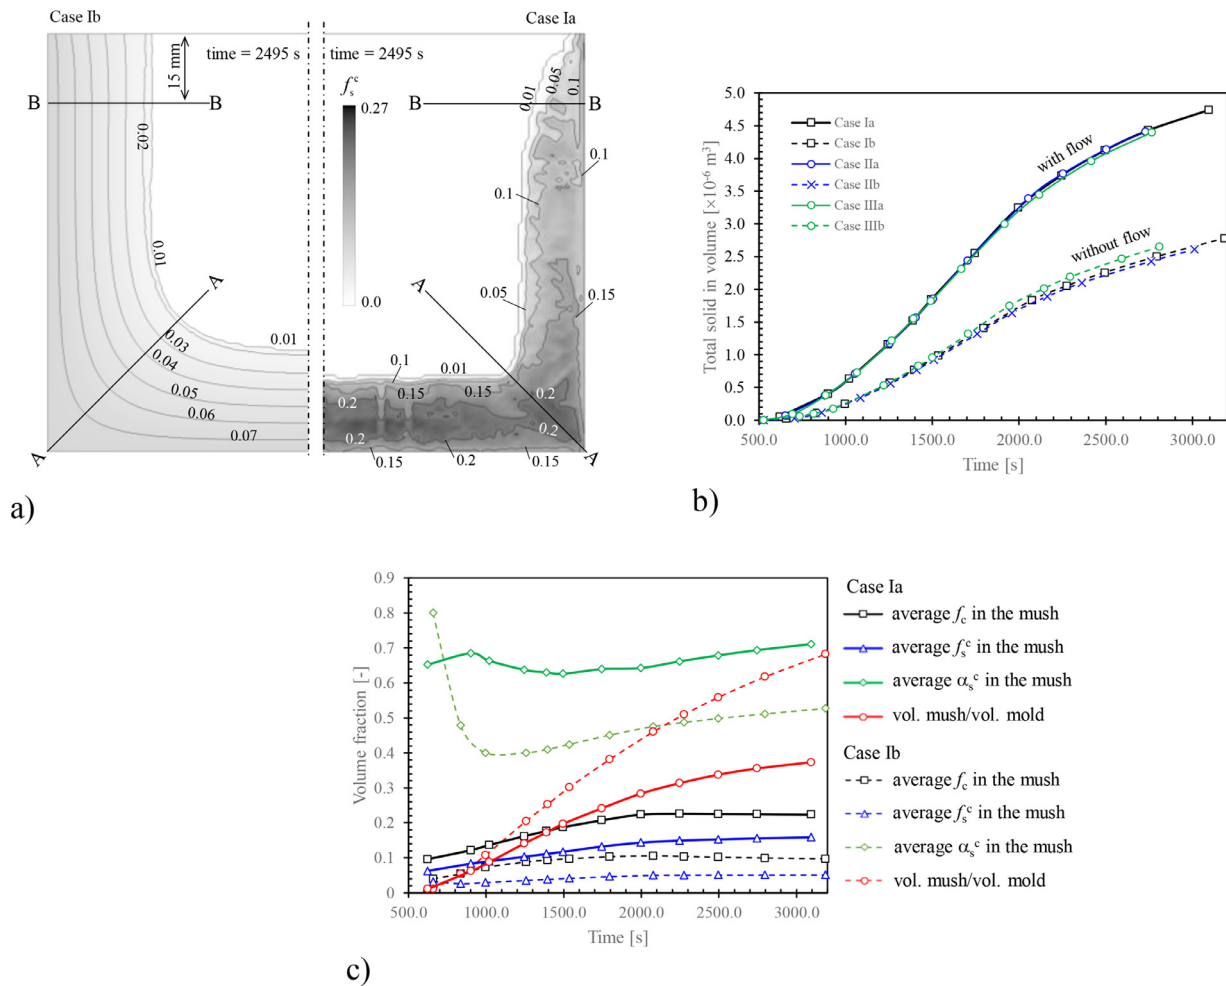 Case Ib
Case Ia
time = 2495 s
time = 2495 s
15 mm
B
B
B
B
f_s^c
0.27
0.0
0.02
0.01
0.01
0.03
0.04
0.05
0.06
0.07
A
A
0.01
0.05
0.1
0.1
0.1
0.05
0.15
0.1
0.01
0.15
0.15
0.2
0.2
0.2
0.2
0.15
0.2
0.15
A
A
a)
Total solid in volume [×10⁻⁶ m³]
5.0
4.5
4.0
3.5
3.0
2.5
2.0
1.5
1.0
0.5
0.0
Case Ia
Case Ib
Case IIa
Case IIb
Case IIIa
Case IIIb
with flow
without flow
500.0 1000.0 1500.0 2000.0 2500.0 3000.0
Time [s]
b)
Volume fraction [-]
0.9
0.8
0.7
0.6
0.5
0.4
0.3
0.2
0.1
0
500.0 1000.0 1500.0 2000.0 2500.0 3000.0
Time [s]
Case Ia
average f_c in the mush
average f_s^c in the mush
average α_s^c in the mush
vol. mush/vol. mold
Case Ib
average f_c in the mush
average f_s^c in the mush
average α_s^c in the mush
vol. mush/vol. mold
c)